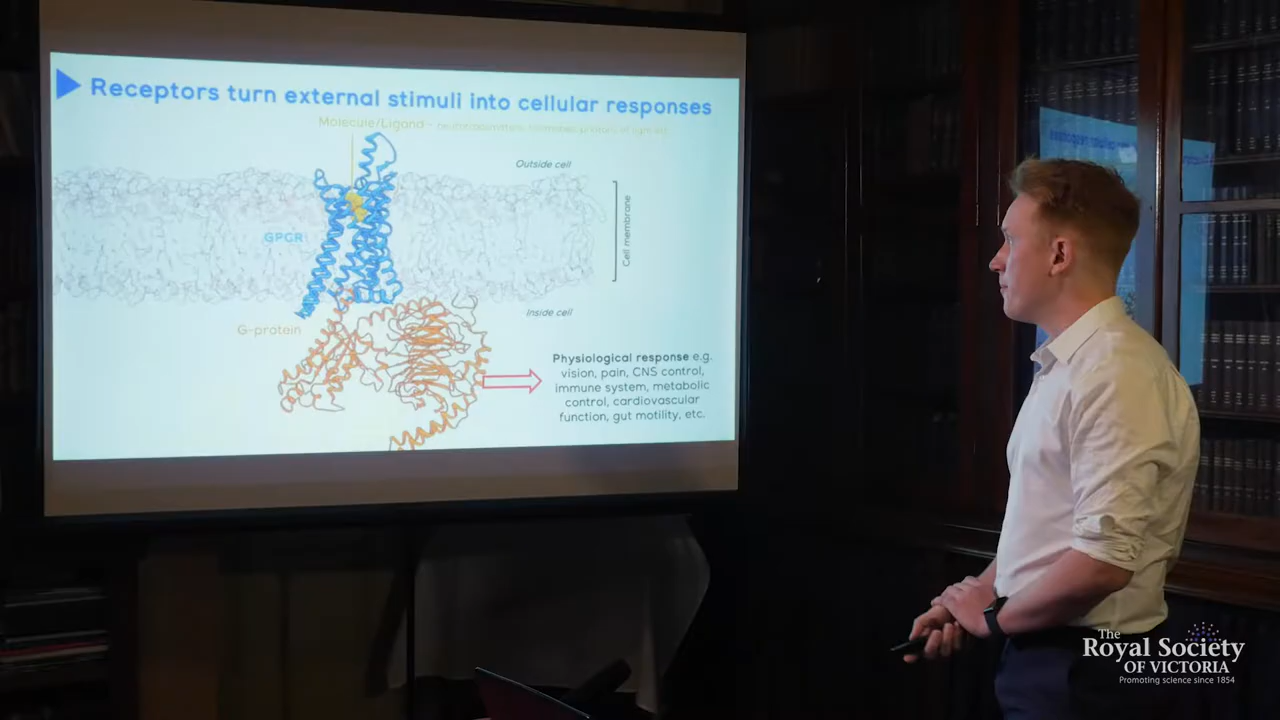 Receptors turn external stimuli into cellular responses
Molecule/Ligand - neurotransmitters, hormones, photons of light etc.
Outside cell
Cell membrane
GPCR
Inside cell
G-protein
Physiological response e.g.
vision, pain, CNS control,
immune system, metabolic
control, cardiovascular
function, gut motility, etc.
The
Royal Society
OF VICTORIA
Promoting science since 1854